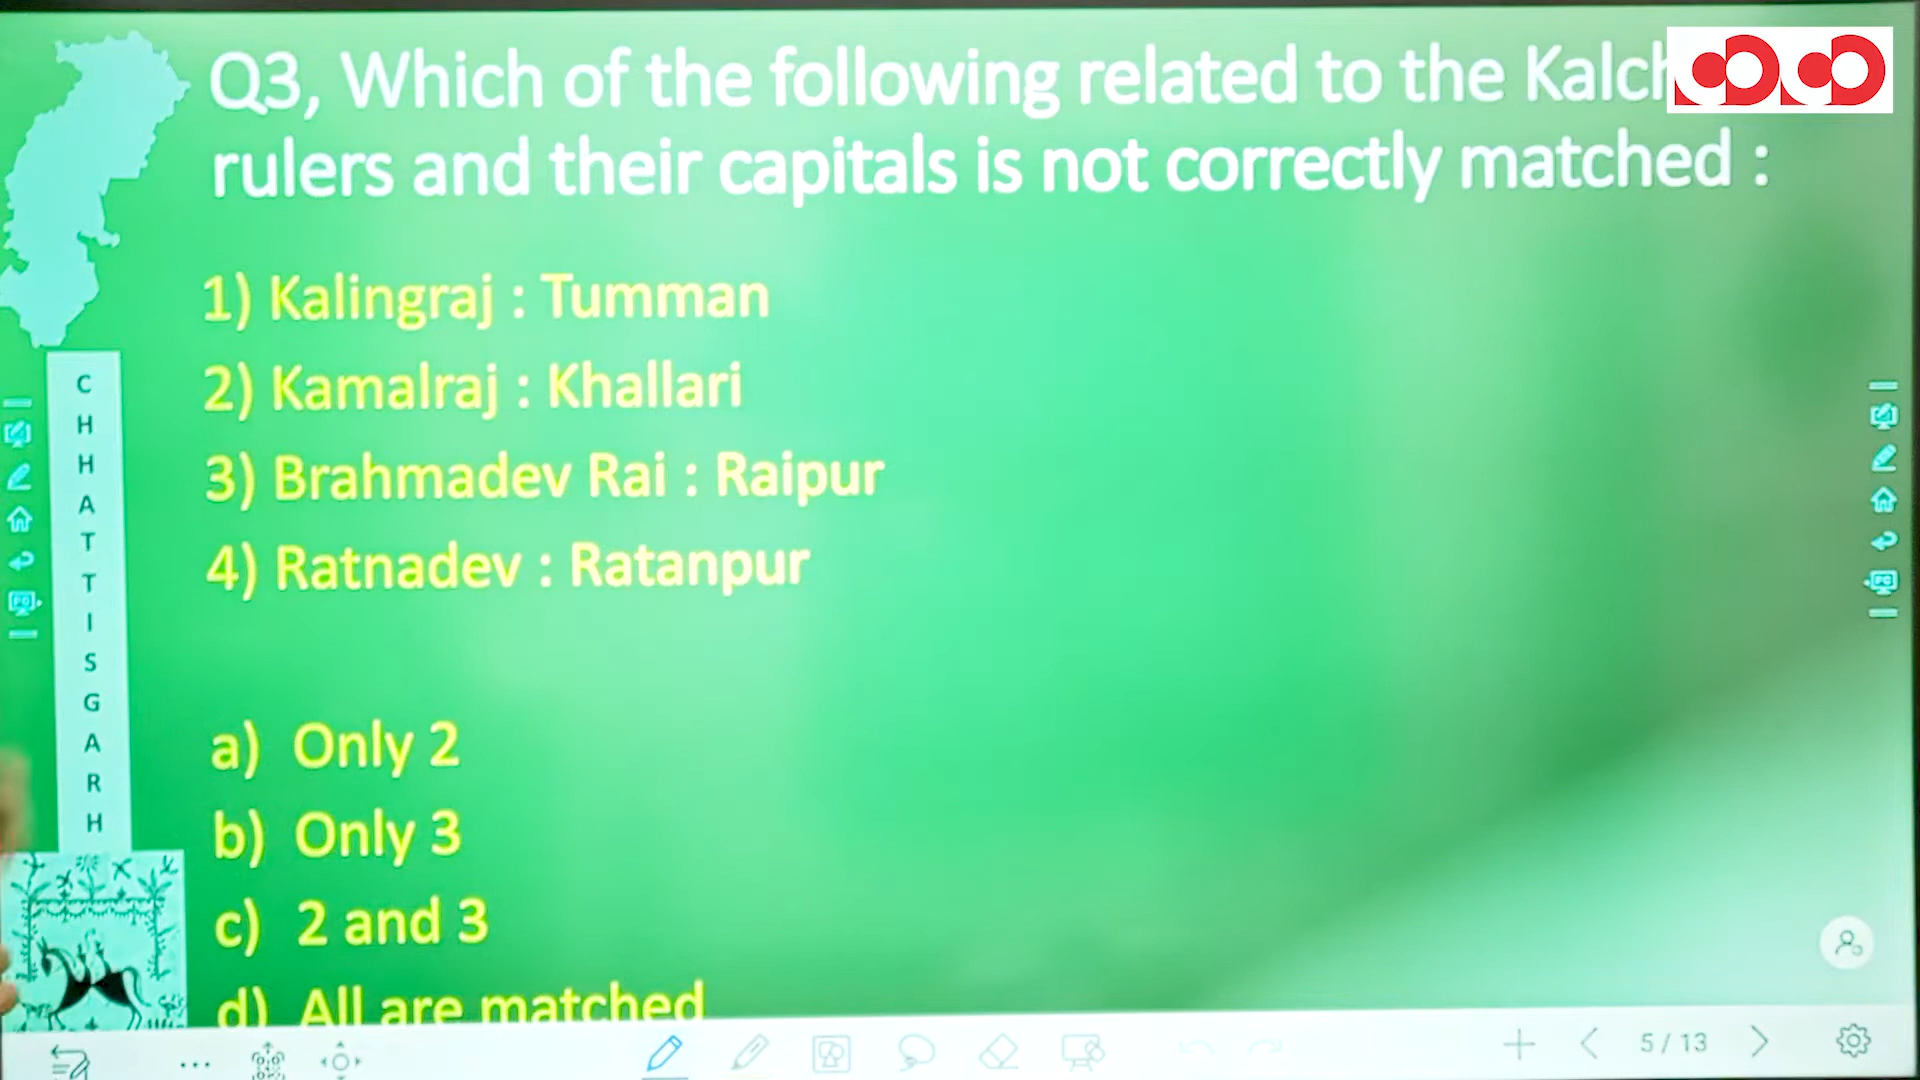 Q3, Which of the following related to the Kalch
rulers and their capitals is not correctly matched :
1) Kalingraj : Tumman
2) Kamalraj : Khallari
3) Brahmadev Rai : Raipur
4) Ratnadev : Ratanpur
a) Only 2
b) Only 3
c) 2 and 3
d) All are matched
CHHATTISGARH
5 / 13